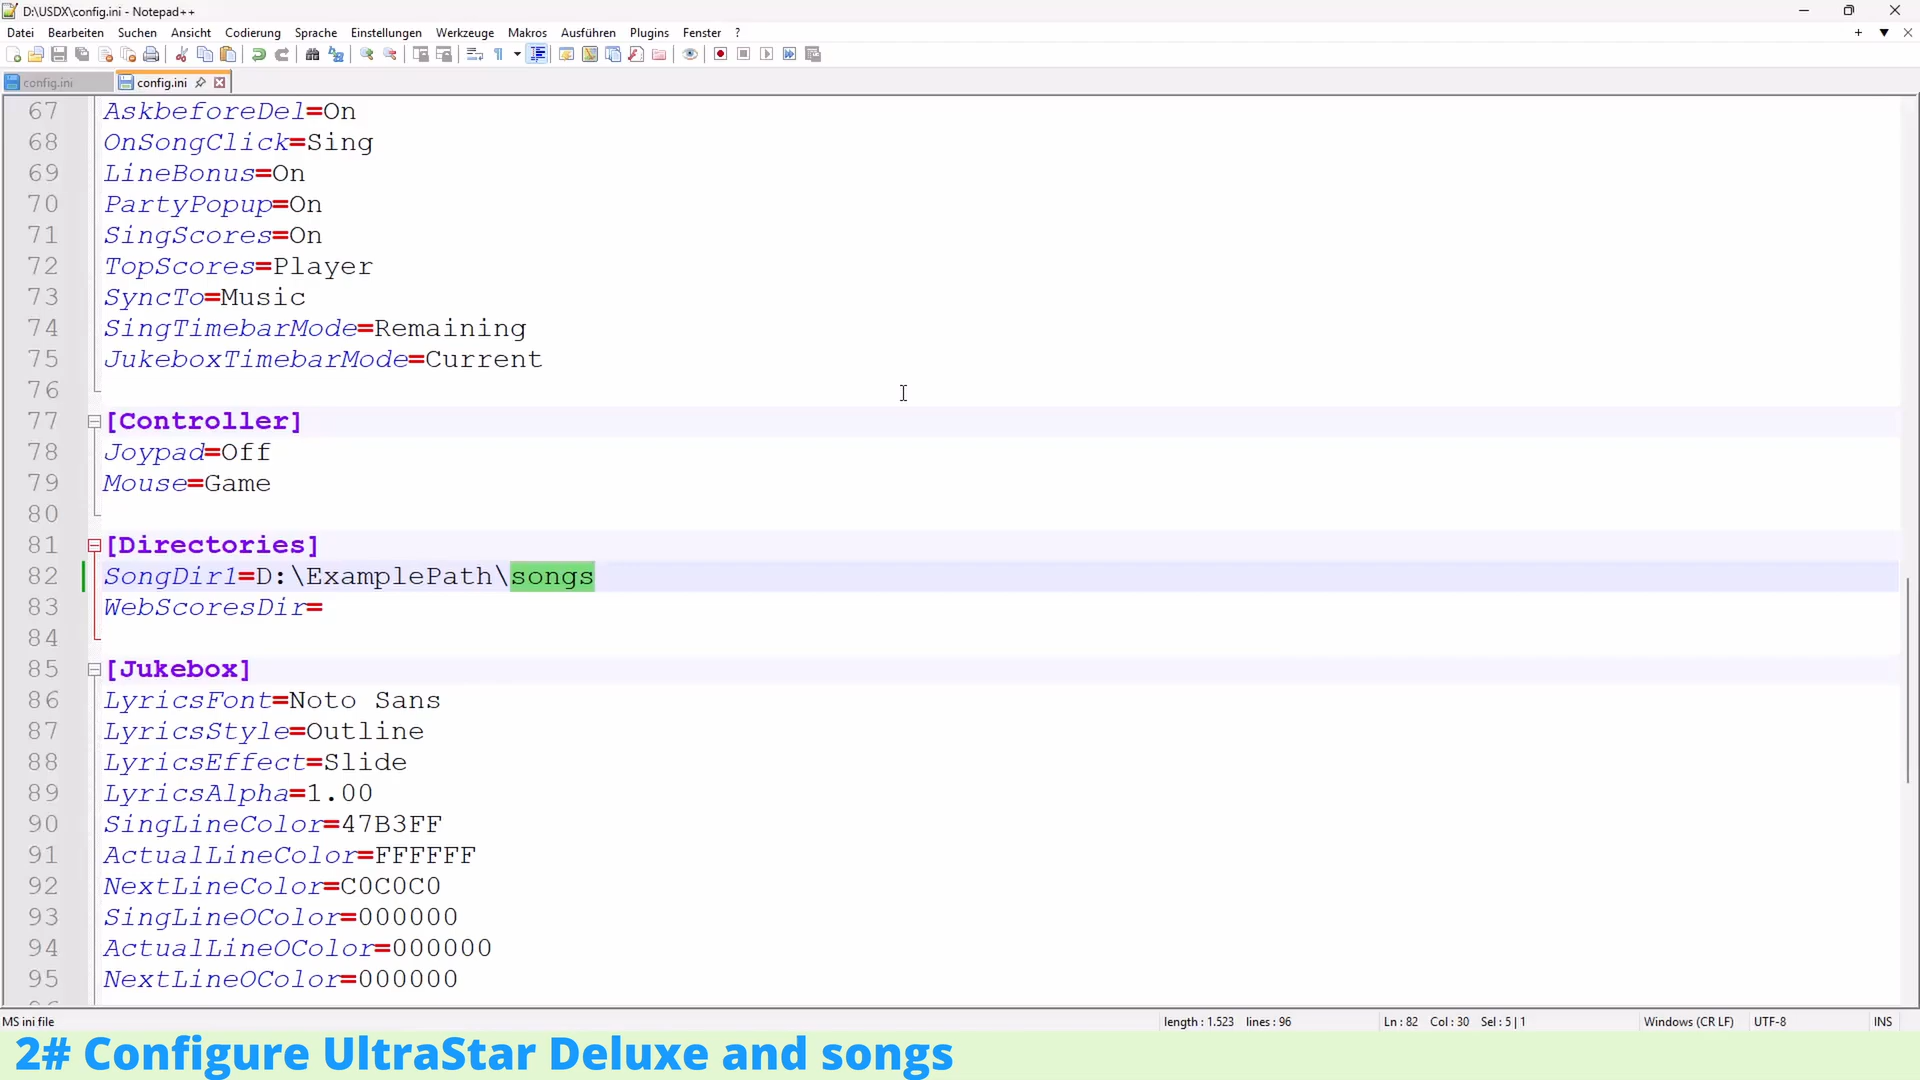 D:\USDX\config.ini - Notepad++
Datei Bearbeiten Suchen Ansicht Codierung Sprache Einstellungen Werkzeuge Makros Ausführen Plugins Fenster ?
config.ini config.ini
67 AskbeforeDel=On
68 OnSongClick=Sing
69 LineBonus=On
70 PartyPopup=On
71 SingScores=On
72 TopScores=Player
73 SyncTo=Music
74 SingTimebarMode=Remaining
75 JukeboxTimebarMode=Current
76
77 [Controller]
78 Joypad=Off
79 Mouse=Game
80
81 [Directories]
82 SongDir1=D:\ExamplePath\songs
83 WebScoresDir=
84
85 [Jukebox]
86 LyricsFont=Noto Sans
87 LyricsStyle=Outline
88 LyricsEffect=Slide
89 LyricsAlpha=1.00
90 SingLineColor=47B3FF
91 ActualLineColor=FFFFFF
92 NextLineColor=C0C0C0
93 SingLineOColor=000000
94 ActualLineOColor=000000
95 NextLineOColor=000000
MS ini file length : 1.523 lines : 96 Ln : 82 Col : 30 Sel : 5 | 1 Windows (CR LF) UTF-8 INS
2# Configure UltraStar Deluxe and songs